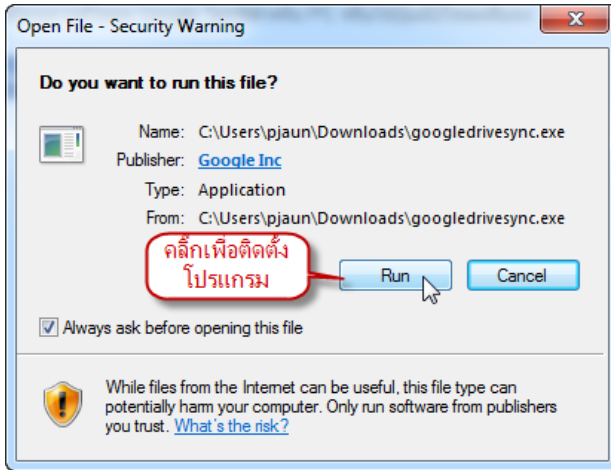 Open File - Security Warning
Do you want to run this file?
Name: C:\Users\pjaun\Downloads\googledrivesync.exe
Publisher: Google Inc
Type: Application
From: C:\Users\pjaun\Downloads\googledrivesync.exe
คลิ๊กเพื่อติดตั้ง
โปรแกรม
Run
Cancel
Always ask before opening this file
While files from the Internet can be useful, this file type can
potentially harm your computer. Only run software from publishers
you trust. What's the risk?